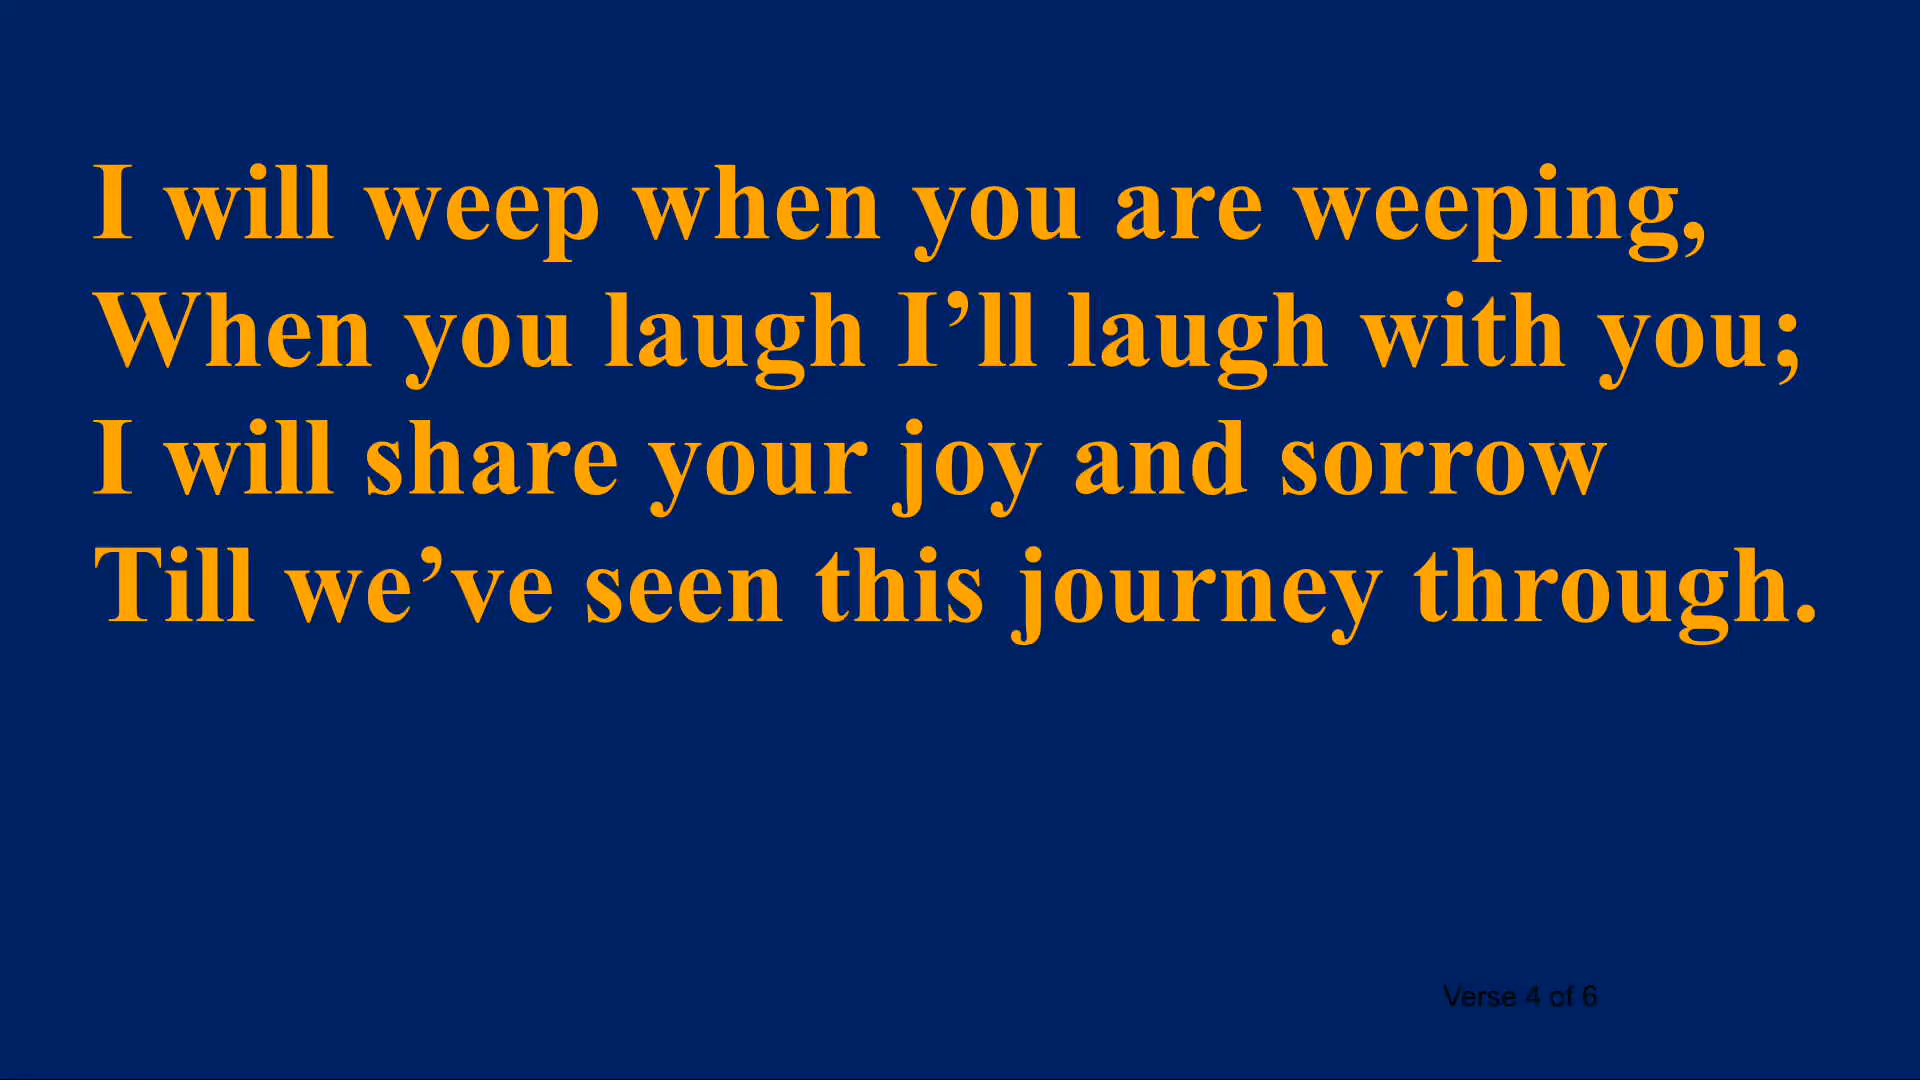 I will weep when you are weeping,
When you laugh I’ll laugh with you;
I will share your joy and sorrow
Till we’ve seen this journey through.
Verse 4 of 6